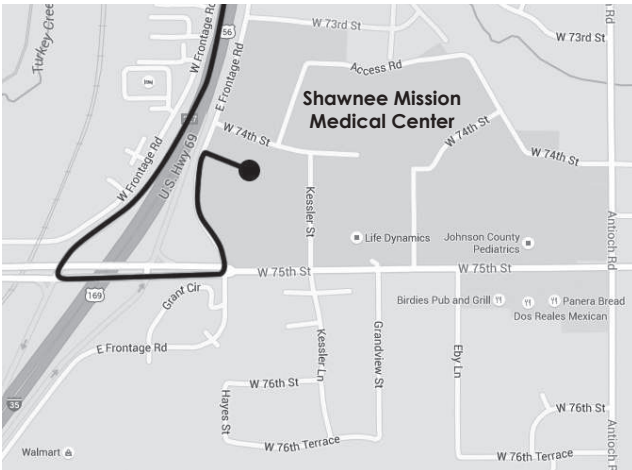 Turkey Cree
W Frontage Rd
56
E Frontage Rd
W 73rd St
W 73rd St
Access Rd
Shawnee Mission
Medical Center
W 74th St
W 74th St
W 74th St
U.S. Hwy 69
W Frontage Rd
Kessler St
Life Dynamics
Johnson County
Pediatrics
Antioch Rd
W 75th St
W 75th St
169
Grant Cir
Birdies Pub and Grill
Panera Bread
Dos Reales Mexican
E Frontage Rd
Kessler Ln
Grandview St
Eby Ln
W 76th St
Hayes St
W 76th St
35
W 76th Terrace
W 76th Terrace
Walmart